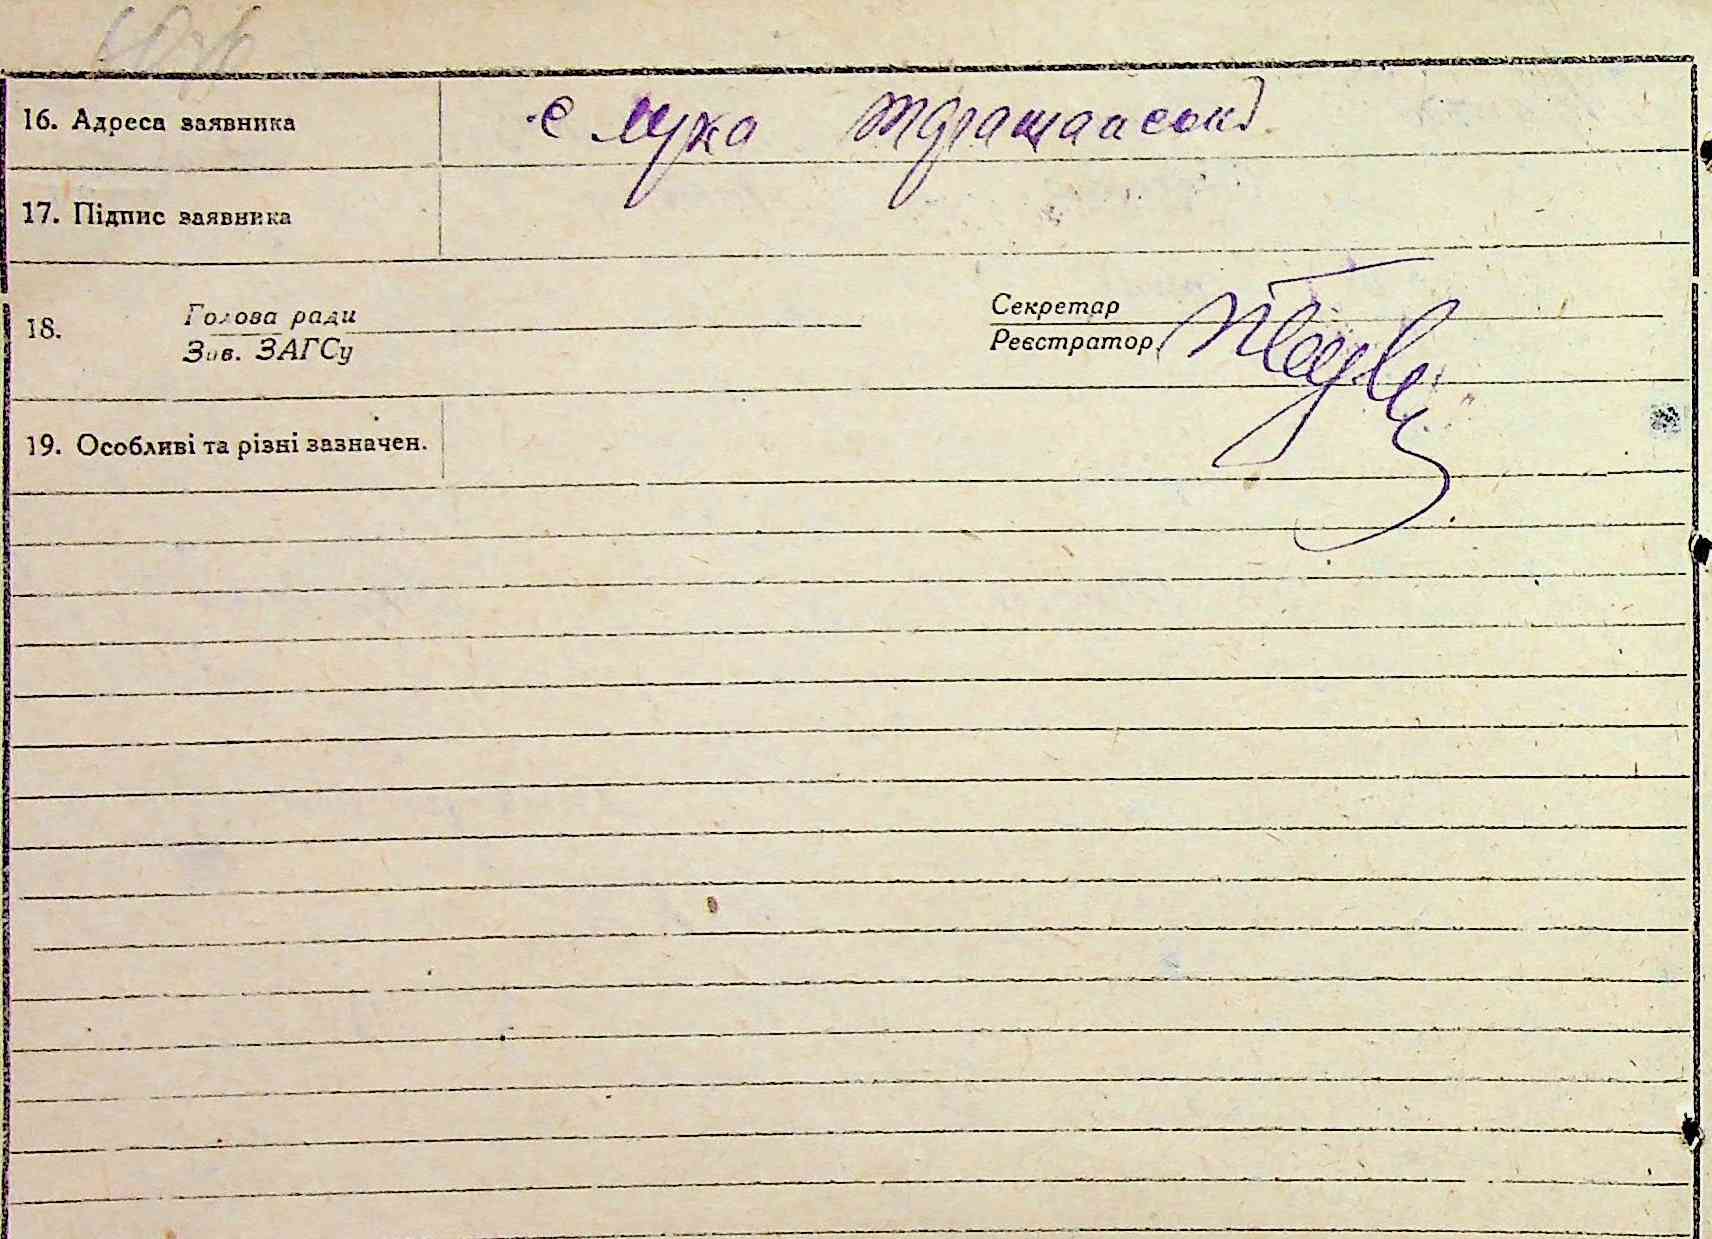 16. Адреса заявника с лука
17. Підпис заявника
18. Голова ради Секретар
Зав. ЗАГСу Реєстратор
19. Особливі та різні зазначен.